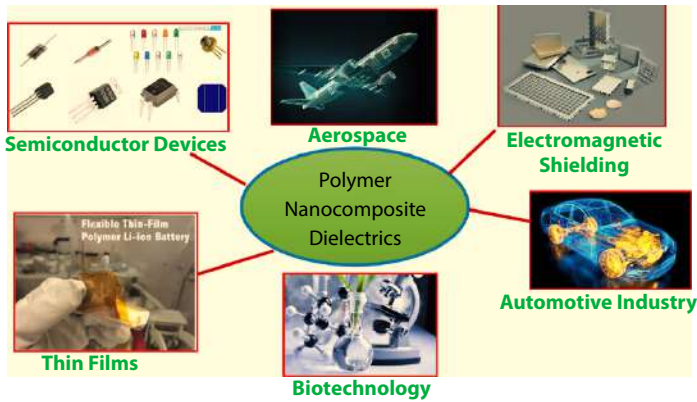 Semiconductor Devices
Aerospace
Electromagnetic
Shielding
Polymer
Nanocomposite
Dielectrics
Flexible Thin-Film
Polymer Li-ion Battery
Automotive Industry
Thin Films
Biotechnology